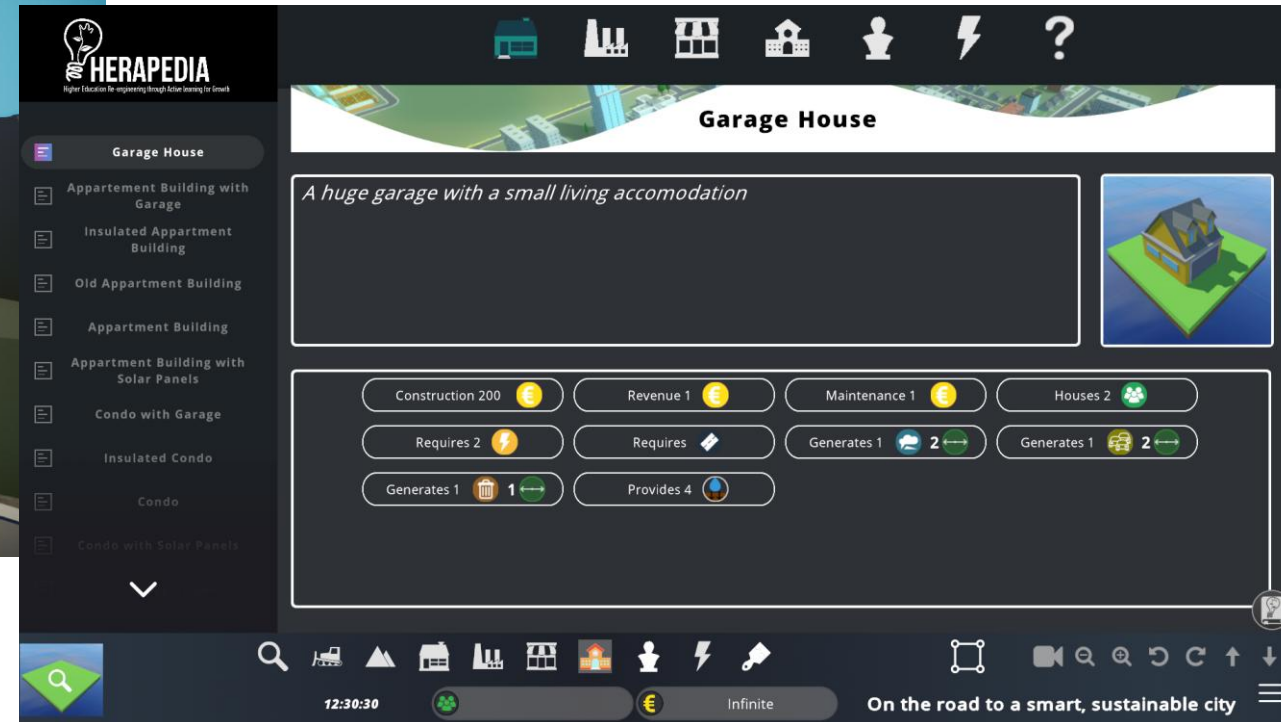 HERAPEDIA
Higher Education Re-engineering through Active learning for Growth
Garage House
Garage House
Appartement Building with
Garage
Insulated Appartment
Building
Old Appartment Building
Appartment Building
Appartment Building with
Solar Panels
Condo with Garage
Insulated Condo
Condo
Condo with Solar Panels
A huge garage with a small living accomodation
Construction 200 €
Revenue 1 €
Maintenance 1 €
Houses 2
Requires 2
Requires
Generates 1 2
Generates 1 2
Generates 1 1
Provides 4
12:30:30
€ Infinite
On the road to a smart, sustainable city